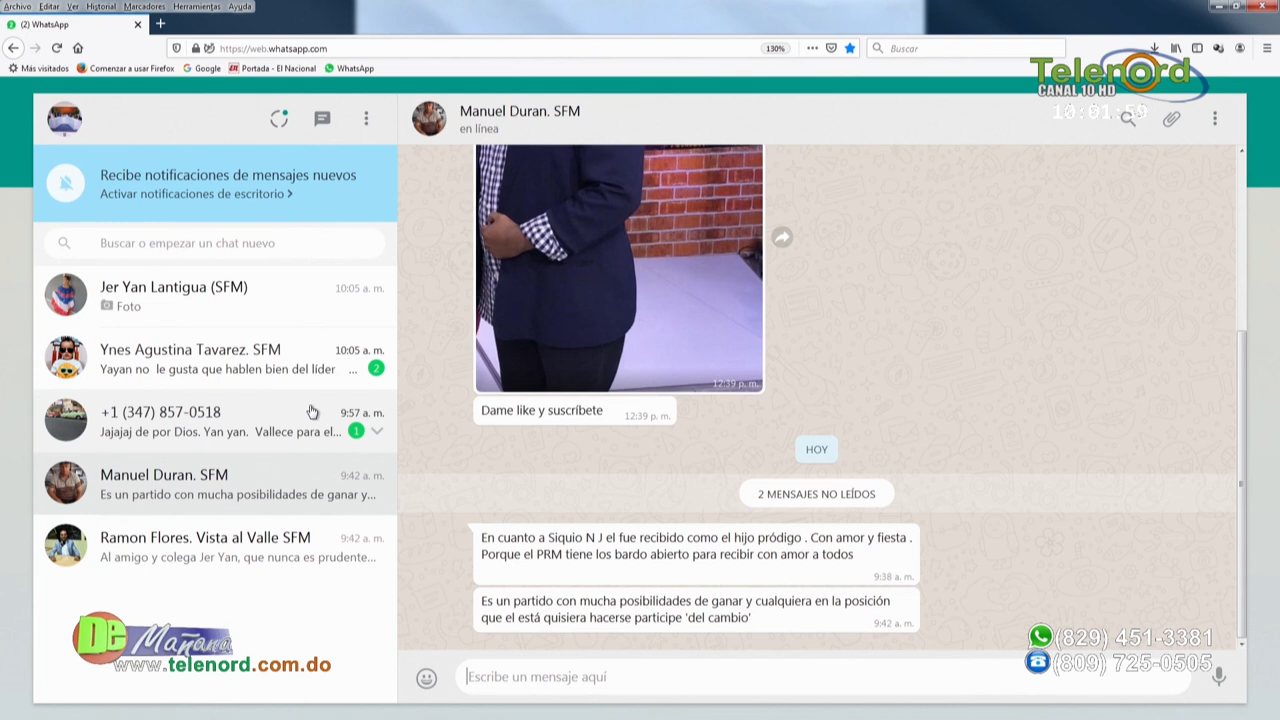 Archivo Editar Ver Historial Marcadores Herramientas Ayuda
(2) WhatsApp
https://web.whatsapp.com
130%
Buscar
Más visitados Comenzar a usar Firefox Google Portada - El Nacional WhatsApp
Telenord
CANAL 10 HD
10:01:59
Manuel Duran. SFM
en línea
Recibe notificaciones de mensajes nuevos
Activar notificaciones de escritorio >
Buscar o empezar un chat nuevo
Jer Yan Lantigua (SFM) 10:05 a. m.
Foto
Ynes Agustina Tavarez. SFM 10:05 a. m.
Yayan no le gusta que hablen bien del líder ... 2
+1 (347) 857-0518 9:57 a. m.
Jajajaj de por Dios. Yan yan. Vallece para el... 1
Manuel Duran. SFM 9:42 a. m.
Es un partido con mucha posibilidades de ganar y...
Ramon Flores. Vista al Valle SFM 9:42 a. m.
Al amigo y colega Jer Yan, que nunca es prudente...
12:39 p. m.
Dame like y suscríbete 12:39 p. m.
HOY
2 MENSAJES NO LEÍDOS
En cuanto a Siquio N J el fue recibido como el hijo pródigo . Con amor y fiesta .
Porque el PRM tiene los bardo abierto para recibir con amor a todos
9:38 a. m.
Es un partido con mucha posibilidades de ganar y cualquiera en la posición
que el está quisiera hacerse participe 'del cambio'
9:42 a. m.
Escribe un mensaje aquí
De Mañana
www.telenord.com.do
(829) 451-3381
(809) 725-0505